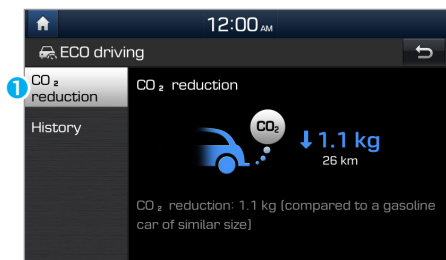 12:00 AM
ECO driving
1
CO₂
reduction
History
CO₂ reduction
CO₂
1.1 kg
26 km
CO₂ reduction: 1.1 kg (compared to a gasoline
car of similar size)